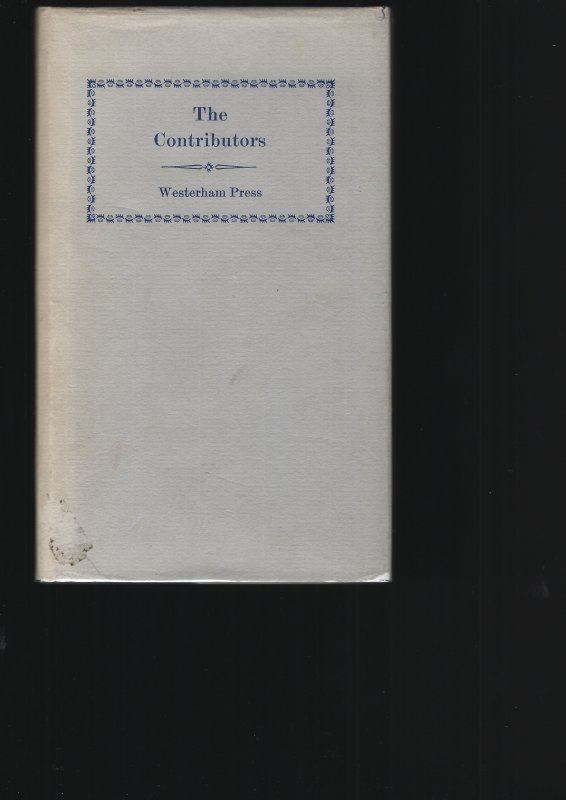 The
Contributors
Westerham Press